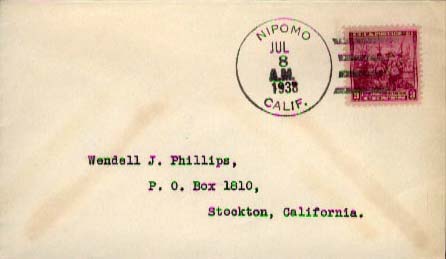 NIPOMO
JUL
8
A.M.
1938
CALIF.
Wendell J. Phillips,
P. O. Box 1810,
Stockton, California.